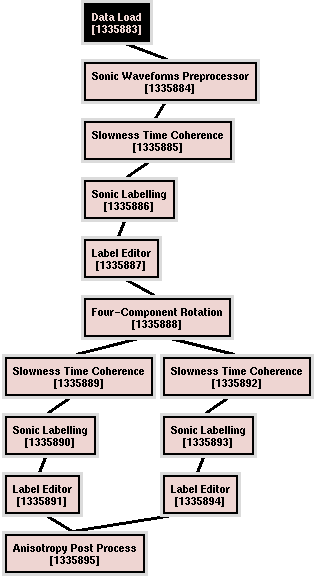 Data Load
[1335883]
Sonic Waveforms Preprocessor
[1335884]
Slowness Time Coherence
[1335885]
Sonic Labelling
[1335886]
Label Editor
[1335887]
Four-Component Rotation
[1335888]
Slowness Time Coherence
[1335889]
Slowness Time Coherence
[1335892]
Sonic Labelling
[1335890]
Sonic Labelling
[1335893]
Label Editor
[1335891]
Label Editor
[1335894]
Anisotropy Post Process
[1335895]